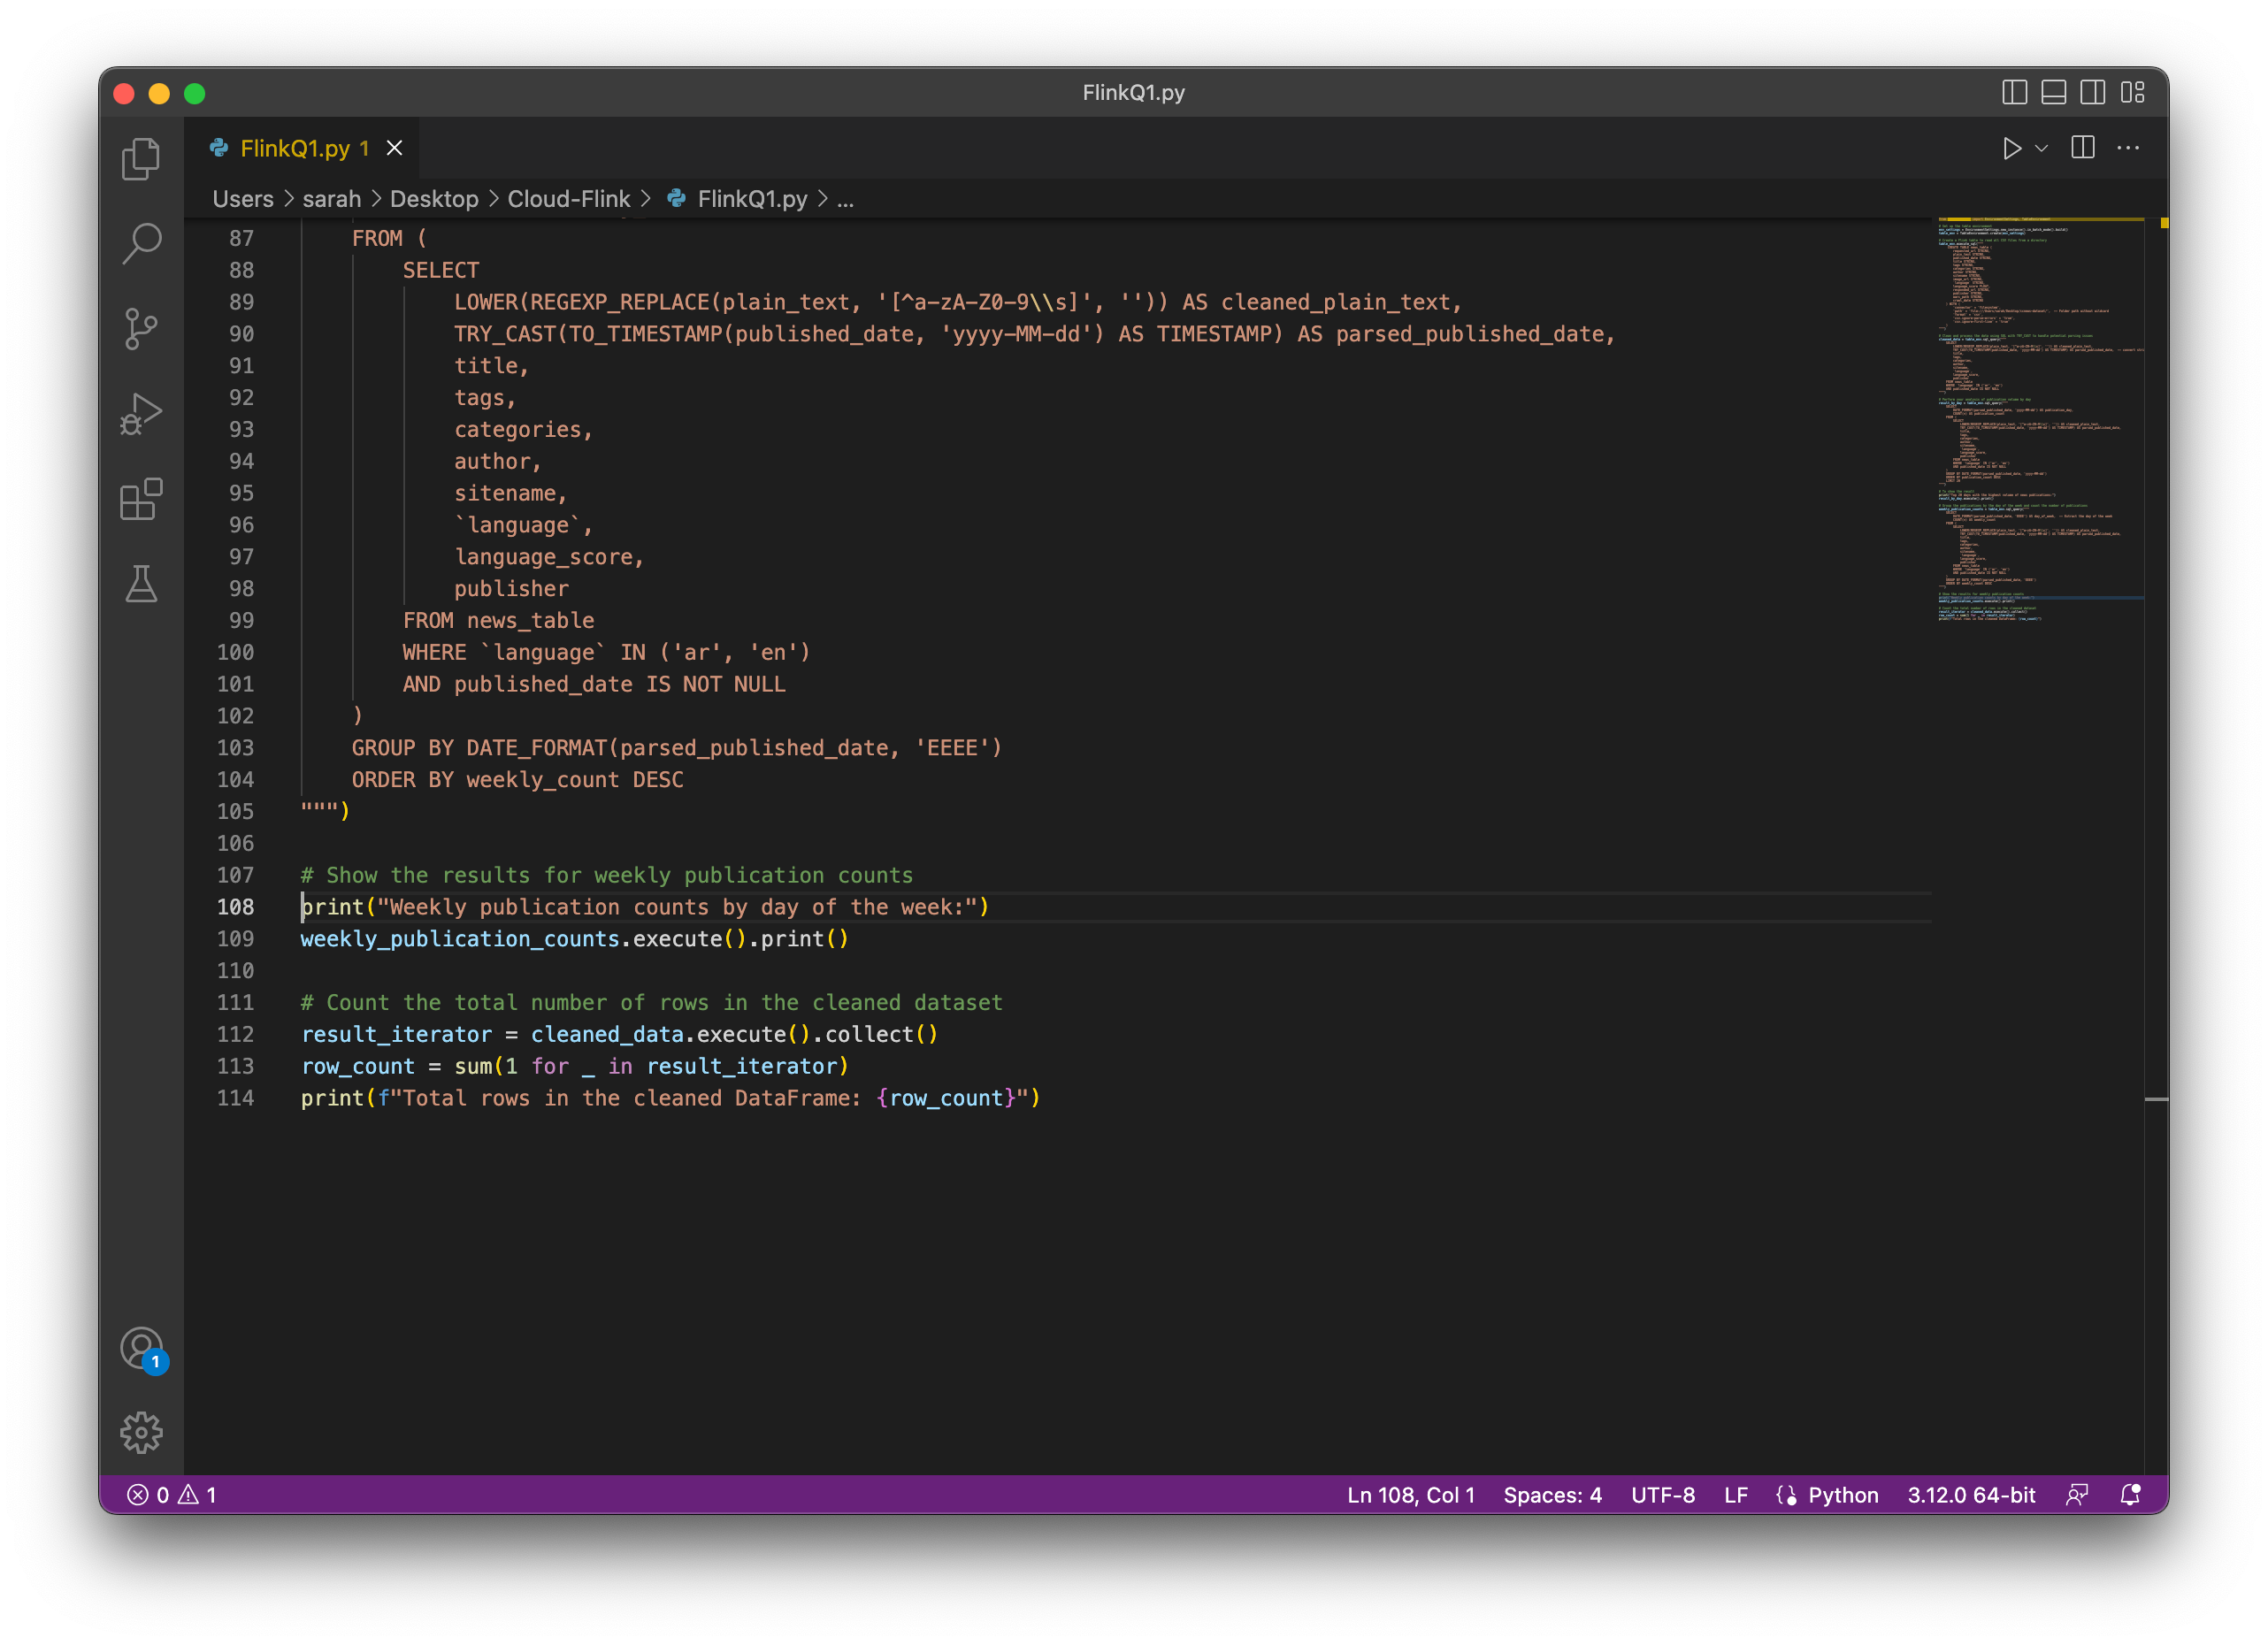 FlinkQ1.py
FlinkQ1.py 1
Users > sarah > Desktop > Cloud-Flink > FlinkQ1.py > ...
87 FROM (
88 SELECT
89 LOWER(REGEXP_REPLACE(plain_text, '[^a-zA-Z0-9\\s]', '')) AS cleaned_plain_text,
90 TRY_CAST(TO_TIMESTAMP(published_date, 'yyyy-MM-dd') AS TIMESTAMP) AS parsed_published_date,
91 title,
92 tags,
93 categories,
94 author,
95 sitename,
96 `language`,
97 language_score,
98 publisher
99 FROM news_table
100 WHERE `language` IN ('ar', 'en')
101 AND published_date IS NOT NULL
102 )
103 GROUP BY DATE_FORMAT(parsed_published_date, 'EEEE')
104 ORDER BY weekly_count DESC
105 """)
106
107 # Show the results for weekly publication counts
108 print("Weekly publication counts by day of the week:")
109 weekly_publication_counts.execute().print()
110
111 # Count the total number of rows in the cleaned dataset
112 result_iterator = cleaned_data.execute().collect()
113 row_count = sum(1 for _ in result_iterator)
114 print(f"Total rows in the cleaned DataFrame: {row_count}")
1
0 1 Ln 108, Col 1 Spaces: 4 UTF-8 LF Python 3.12.0 64-bit